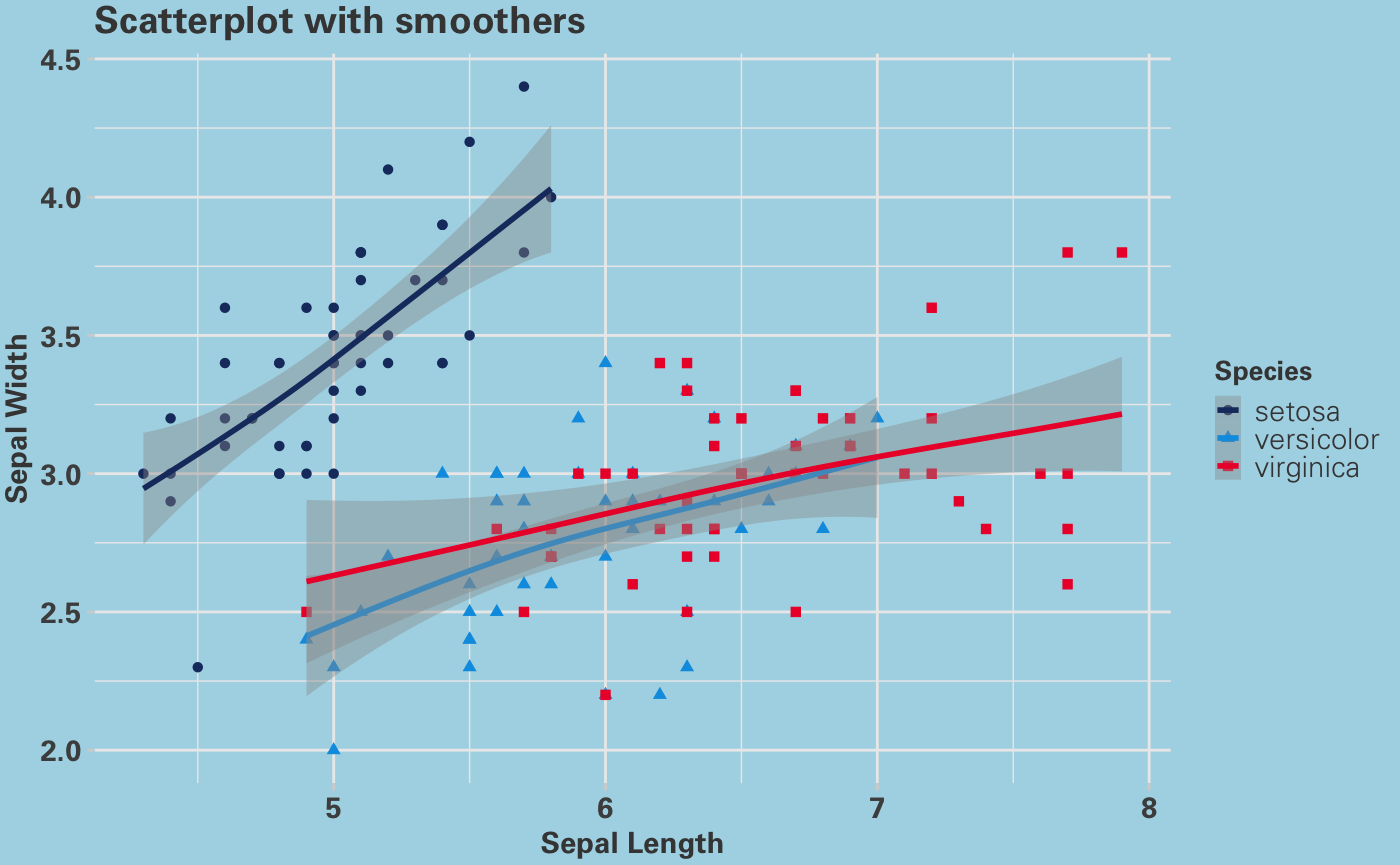 Scatterplot with smoothers
4.5
4.0
3.5
3.0
2.5
2.0
Sepal Width
5 6 7 8
Sepal Length
Species
setosa
versicolor
virginica